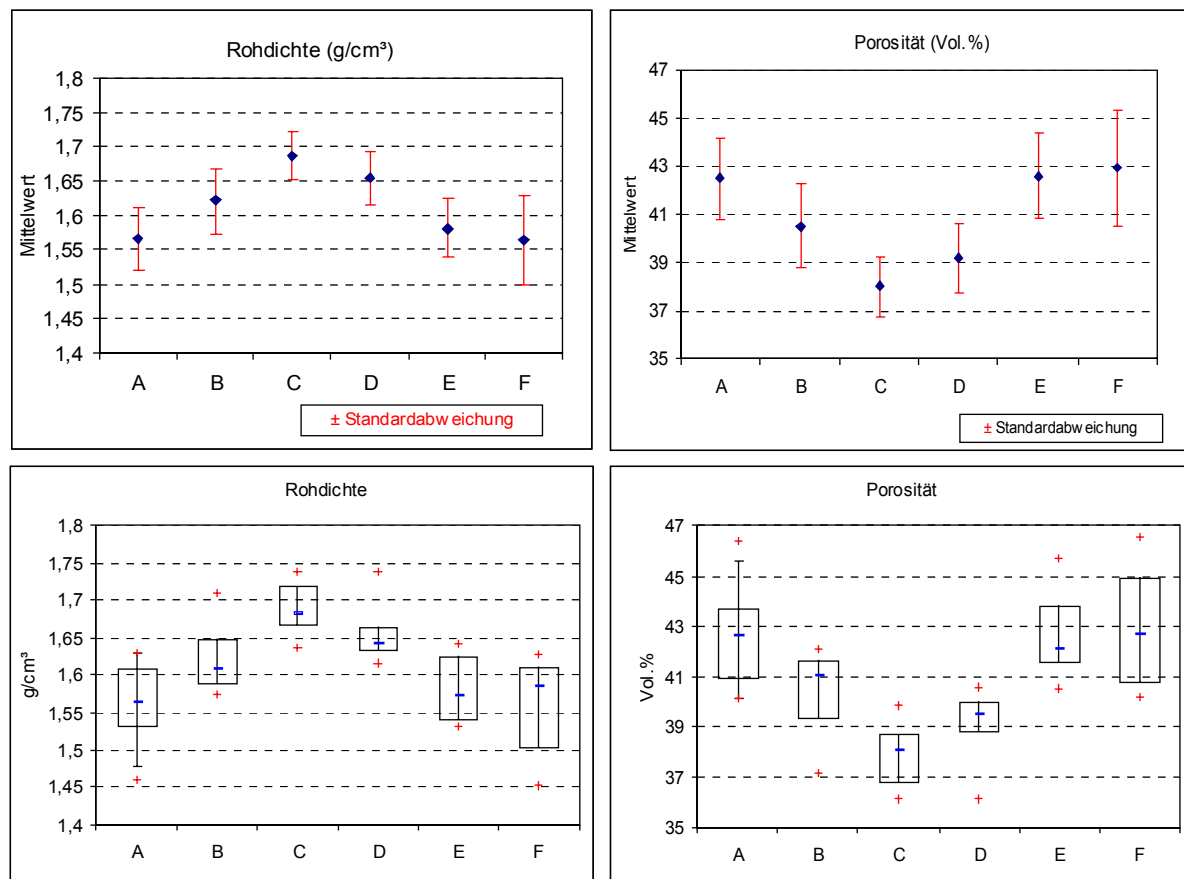 Rohdichte (g/cm³)
Mittelwert
1,8
1,75
1,7
1,65
1,6
1,55
1,5
1,45
1,4
A B C D E F
± Standardabweichung
Porosität (Vol.%)
Mittelwert
47
45
43
41
39
37
35
A B C D E F
± Standardabweichung
Rohdichte
g/cm³
1,8
1,75
1,7
1,65
1,6
1,55
1,5
1,45
1,4
A B C D E F
Porosität
Vol.%
47
45
43
41
39
37
35
A B C D E F